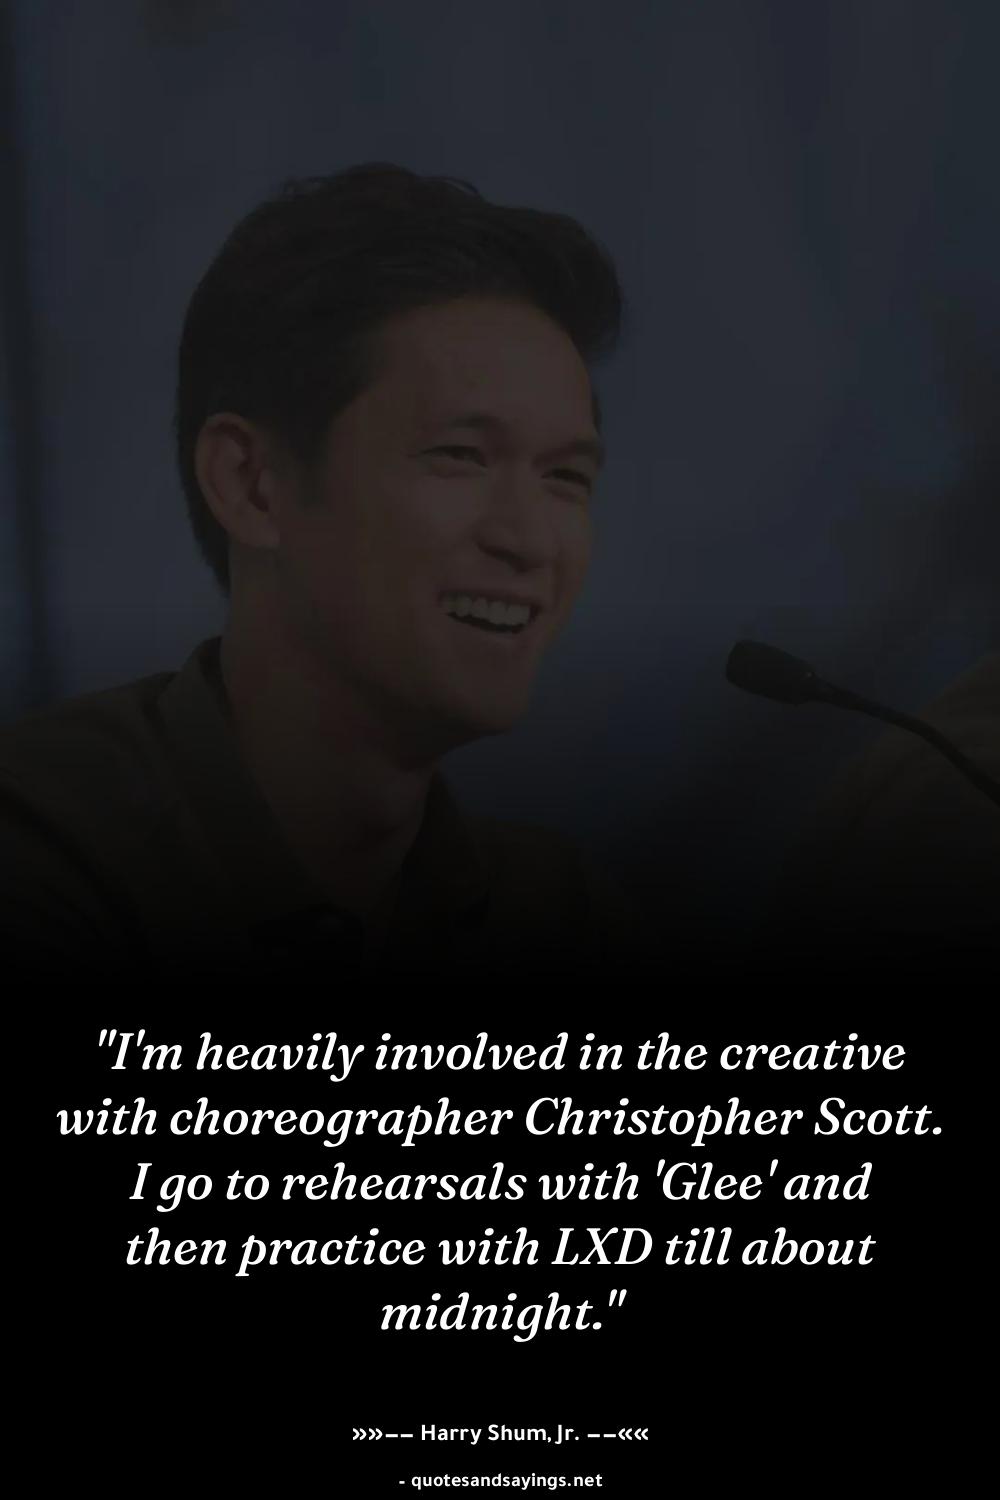 "I'm heavily involved in the creative
with choreographer Christopher Scott.
I go to rehearsals with 'Glee' and
then practice with LXD till about
midnight."
»»−− Harry Shum, Jr. −−««
- quotesandsayings.net